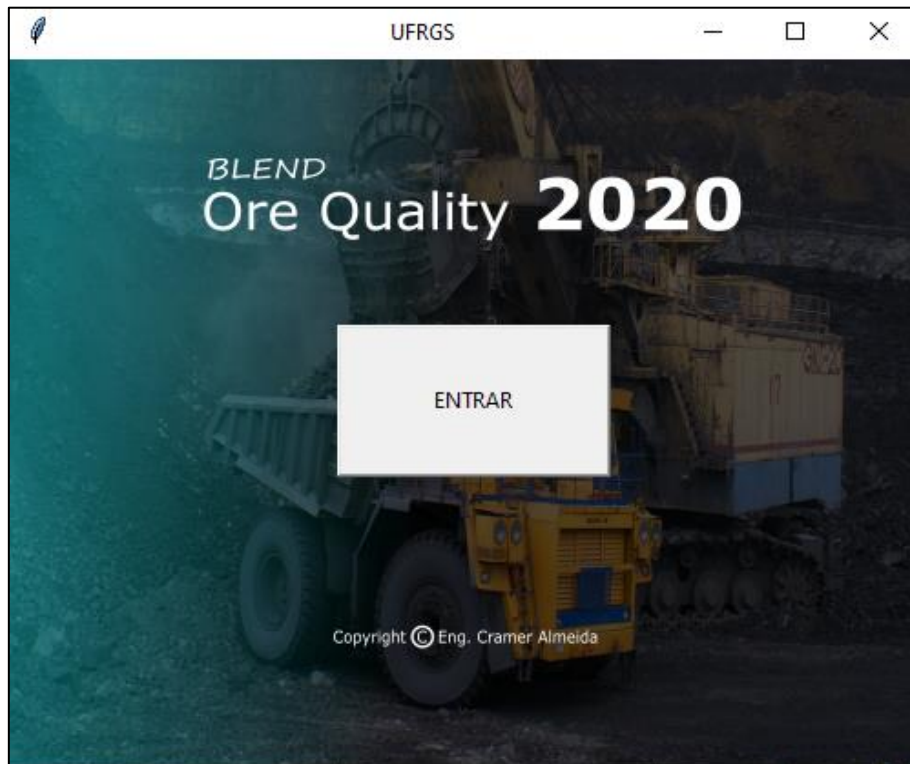 UFRGS
BLEND
Ore Quality 2020
ENTRAR
Copyright © Eng. Cramer Almeida